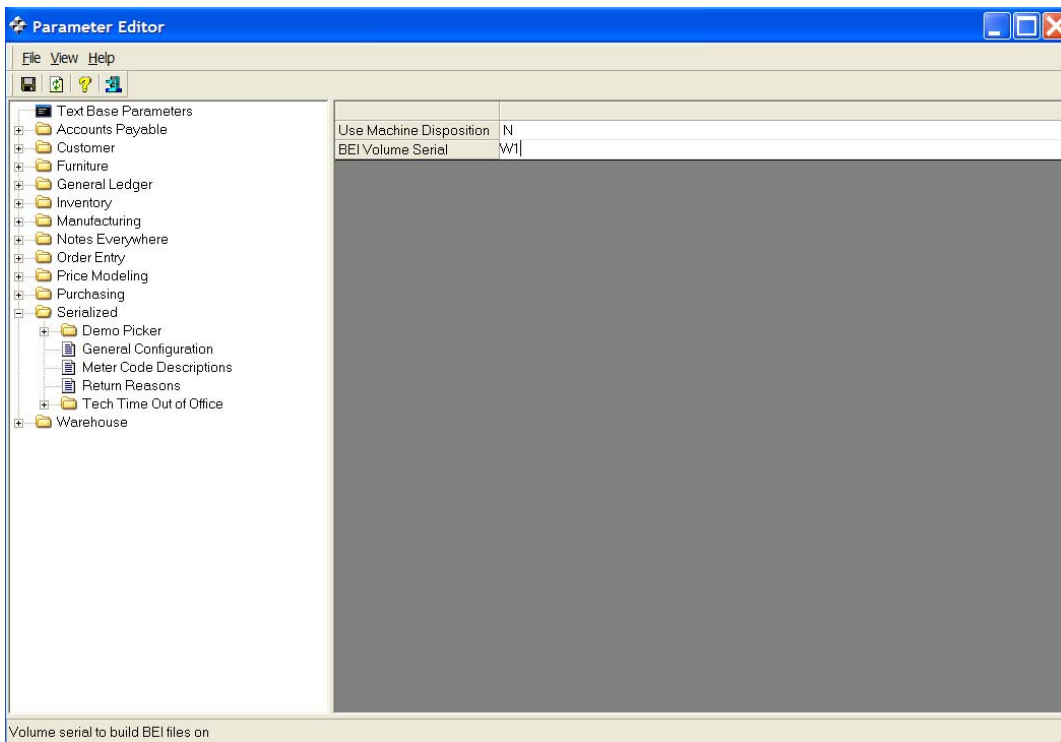 Parameter Editor
File View Help
Text Base Parameters
Accounts Payable
Customer
Furniture
General Ledger
Inventory
Manufacturing
Notes Everywhere
Order Entry
Price Modeling
Purchasing
Serialized
Demo Picker
General Configuration
Meter Code Descriptions
Return Reasons
Tech Time Out of Office
Warehouse
Use Machine Disposition N
BEI Volume Serial W1
Volume serial to build BEI files on